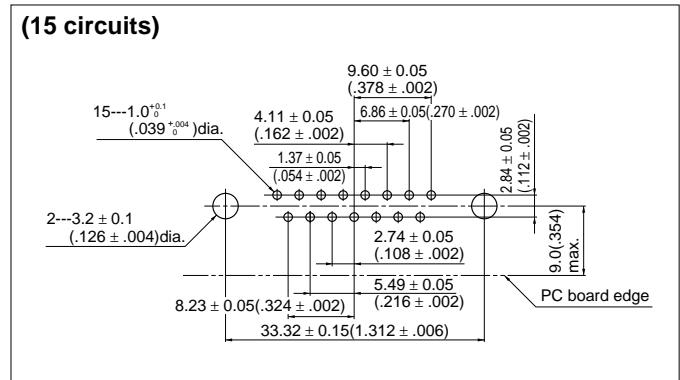 (15 circuits)
9.60 ± 0.05
(.378 ± .002)
15---1.0 +0.1 0
(.039 +.004 0)dia.
4.11 ± 0.05
(.162 ± .002)
6.86 ± 0.05(.270 ± .002)
1.37 ± 0.05
(.054 ± .002)
2.84 ± 0.05
(.112 ± .002)
2---3.2 ± 0.1
(.126 ± .004)dia.
2.74 ± 0.05
(.108 ± .002)
9.0(.354)
max.
5.49 ± 0.05
(.216 ± .002)
8.23 ± 0.05(.324 ± .002)
PC board edge
33.32 ± 0.15(1.312 ± .006)